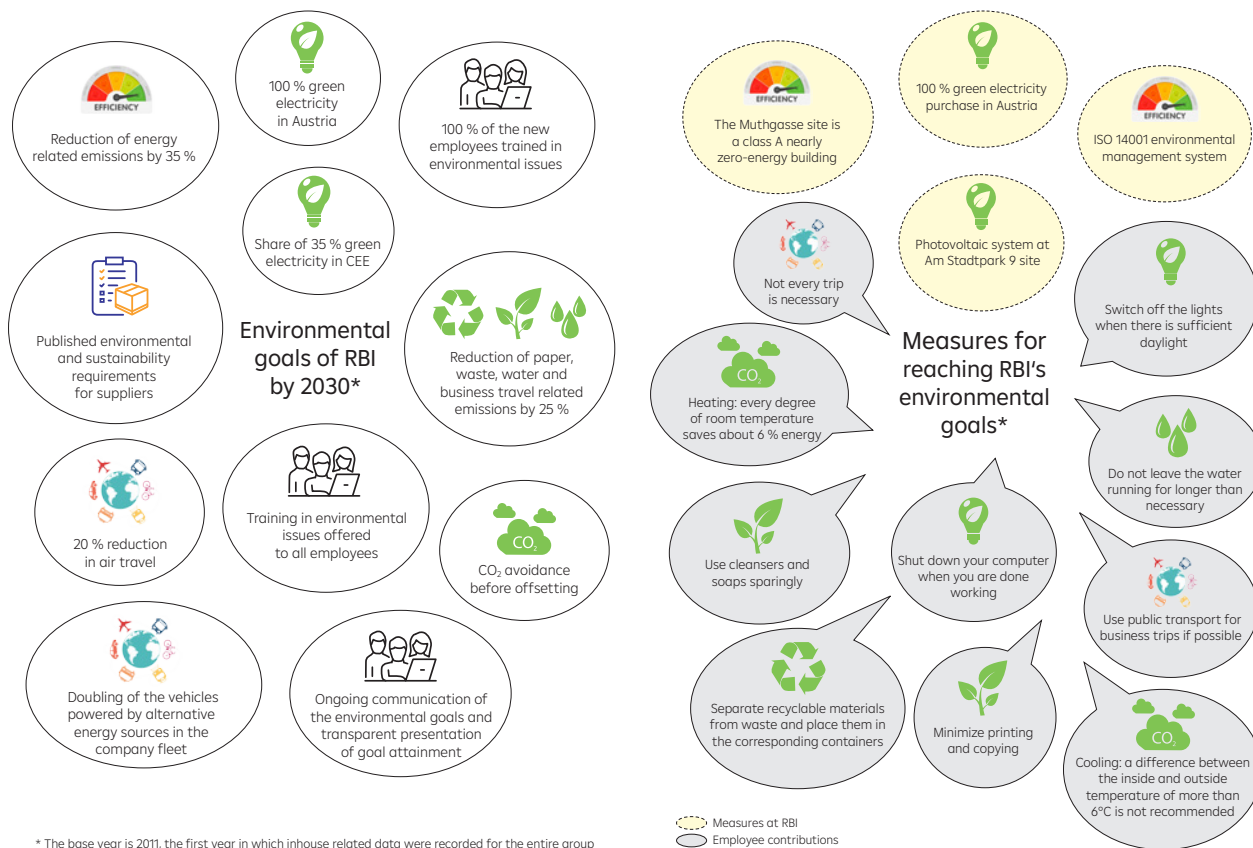 EFFICIENCY
Reduction of energy
related emissions by 35 %
100 % green
electricity
in Austria
100 % of the new
employees trained in
environmental issues
Share of 35 % green
electricity in CEE
Published environmental
and sustainability
requirements
for suppliers
Environmental
goals of RBI
by 2030*
Reduction of paper,
waste, water and
business travel related
emissions by 25 %
20 % reduction
in air travel
Training in environmental
issues offered
to all employees
CO₂
CO₂ avoidance
before offsetting
Doubling of the vehicles
powered by alternative
energy sources in the
company fleet
Ongoing communication of
the environmental goals and
transparent presentation
of goal attainment
* The base year is 2011, the first year in which inhouse related data were recorded for the entire group
EFFICIENCY
The Muthgasse site is
a class A nearly
zero-energy building
100 % green electricity
purchase in Austria
EFFICIENCY
ISO 14001 environmental
management system
Not every trip
is necessary
Photovoltaic system at
Am Stadtpark 9 site
Switch off the lights
when there is sufficient
daylight
CO₂
Heating: every degree
of room temperature
saves about 6 % energy
Measures for
reaching RBI's
environmental
goals*
Do not leave the water
running for longer than
necessary
Use cleansers and
soaps sparingly
Shut down your computer
when you are done
working
Use public transport for
business trips if possible
Separate recyclable materials
from waste and place them in
the corresponding containers
Minimize printing
and copying
CO₂
Cooling: a difference between
the inside and outside
temperature of more than
6°C is not recommended
Measures at RBI
Employee contributions